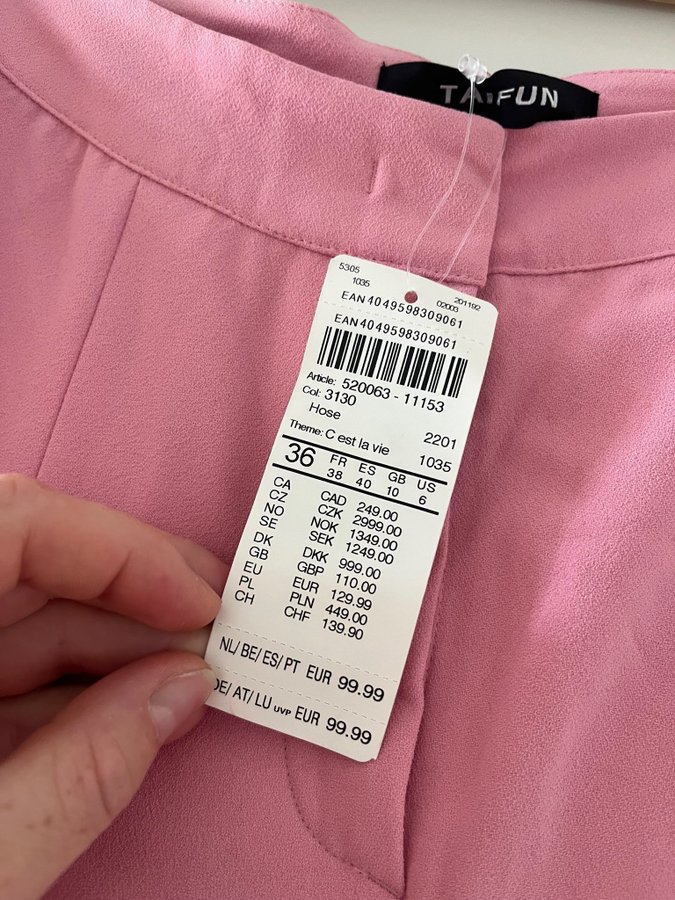 TAIFUN
5305
1035
201192
02003
EAN 4049598309061
EAN 4049598309061
Article: 520063 - 11153
Col: 3130
Hose
2201
Theme: C est la vie
1035
36 FR 38 ES 40 GB 10 US 6
CA CAD 249.00
CZ CZK 2999.00
NO NOK 1349.00
SE SEK 1249.00
DK DKK 999.00
GB GBP 110.00
EU EUR 129.99
PL PLN 449.00
CH CHF 139.90
NL/ BE/ ES/ PT EUR 99.99
DE/ AT/ LU UVP EUR 99.99